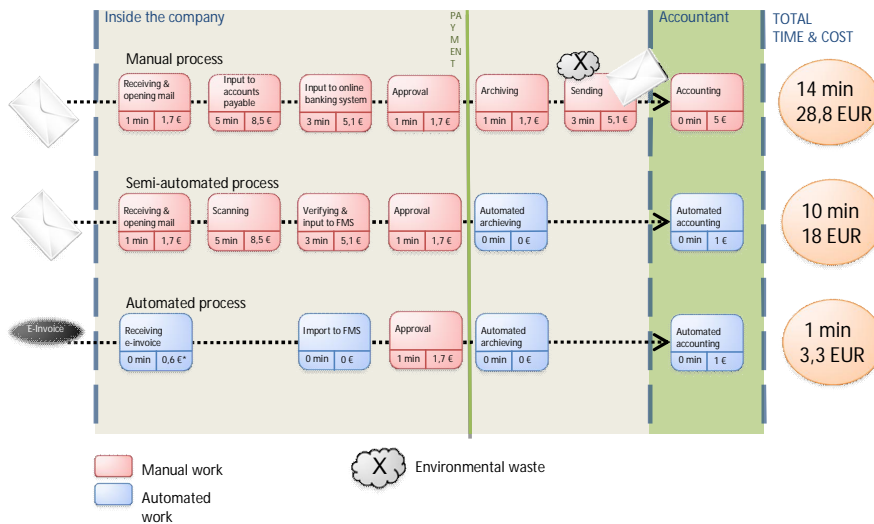 Inside the company
PA
Y
M
EN
T
Accountant
TOTAL
TIME & COST
Manual process
X
Receiving &
opening mail
1 min 1,7 €
Input to
accounts
payable
5 min 8,5 €
Input to online
banking system
3 min 5,1 €
Approval
1 min 1,7 €
Archiving
1 min 1,7 €
Sending
3 min 5,1 €
Accounting
0 min 5 €
14 min
28,8 EUR
Semi-automated process
Receiving &
opening mail
1 min 1,7 €
Scanning
5 min 8,5 €
Verifying &
input to FMS
3 min 5,1 €
Approval
1 min 1,7 €
Automated
archieving
0 min 0 €
Automated
accounting
0 min 1 €
10 min
18 EUR
Automated process
E-Invoice
Receiving
e-invoice
0 min 0,6 €*
Import to FMS
0 min 0 €
Approval
1 min 1,7 €
Automated
archieving
0 min 0 €
Automated
accounting
0 min 1 €
1 min
3,3 EUR
Manual work
X Environmental waste
Automated
work